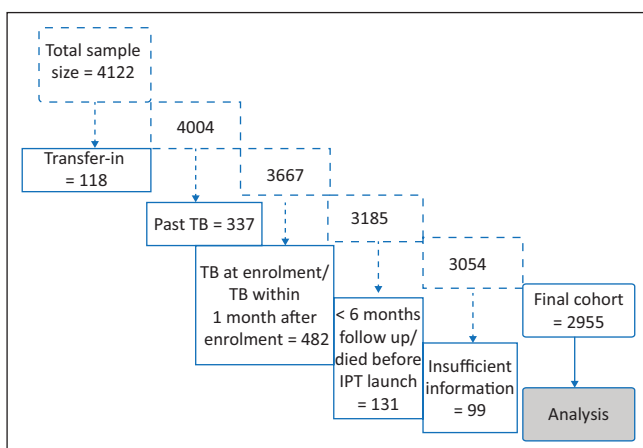 Total sample
size = 4122
4004
Transfer-in
= 118
3667
Past TB = 337
3185
TB at enrolment/
TB within
1 month after
enrolment = 482
3054
< 6 months
follow up/
died before
IPT launch
= 131
Insufficient
information
= 99
Final cohort
= 2955
Analysis